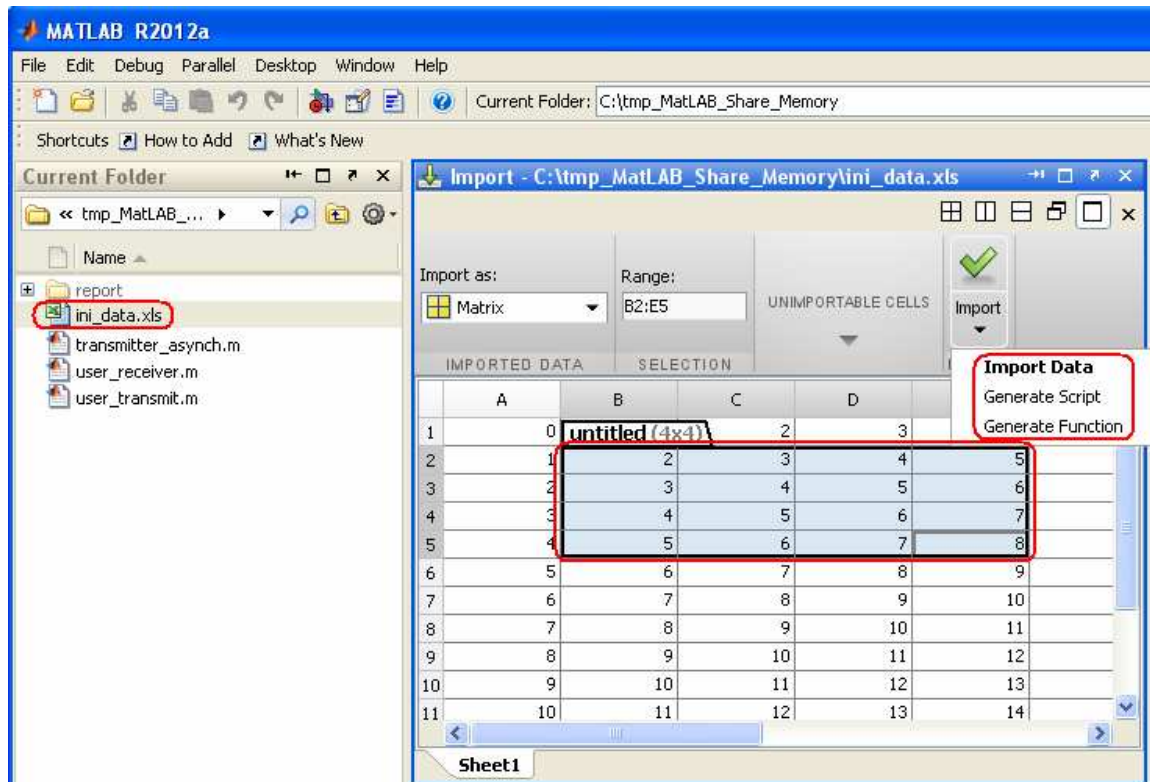 MATLAB R2012a
File Edit Debug Parallel Desktop Window Help
Current Folder: C:\tmp_MatLAB_Share_Memory
Shortcuts How to Add What's New
Current Folder
« tmp_MatLAB_...
Name
report
ini_data.xls
transmitter_asynch.m
user_receiver.m
user_transmit.m
Import - C:\tmp_MatLAB_Share_Memory\ini_data.xls
Import as:
Matrix
IMPORTED DATA
Range:
B2:E5
SELECTION
UNIMPORTABLE CELLS
Import
Import Data
Generate Script
Generate Function
A B C D
1 0 untitled (4x4) 2 3
2 1 2 3 4 5
3 2 3 4 5 6
4 3 4 5 6 7
5 4 5 6 7 8
6 5 6 7 8 9
7 6 7 8 9 10
8 7 8 9 10 11
9 8 9 10 11 12
10 9 10 11 12 13
11 10 11 12 13 14
Sheet1